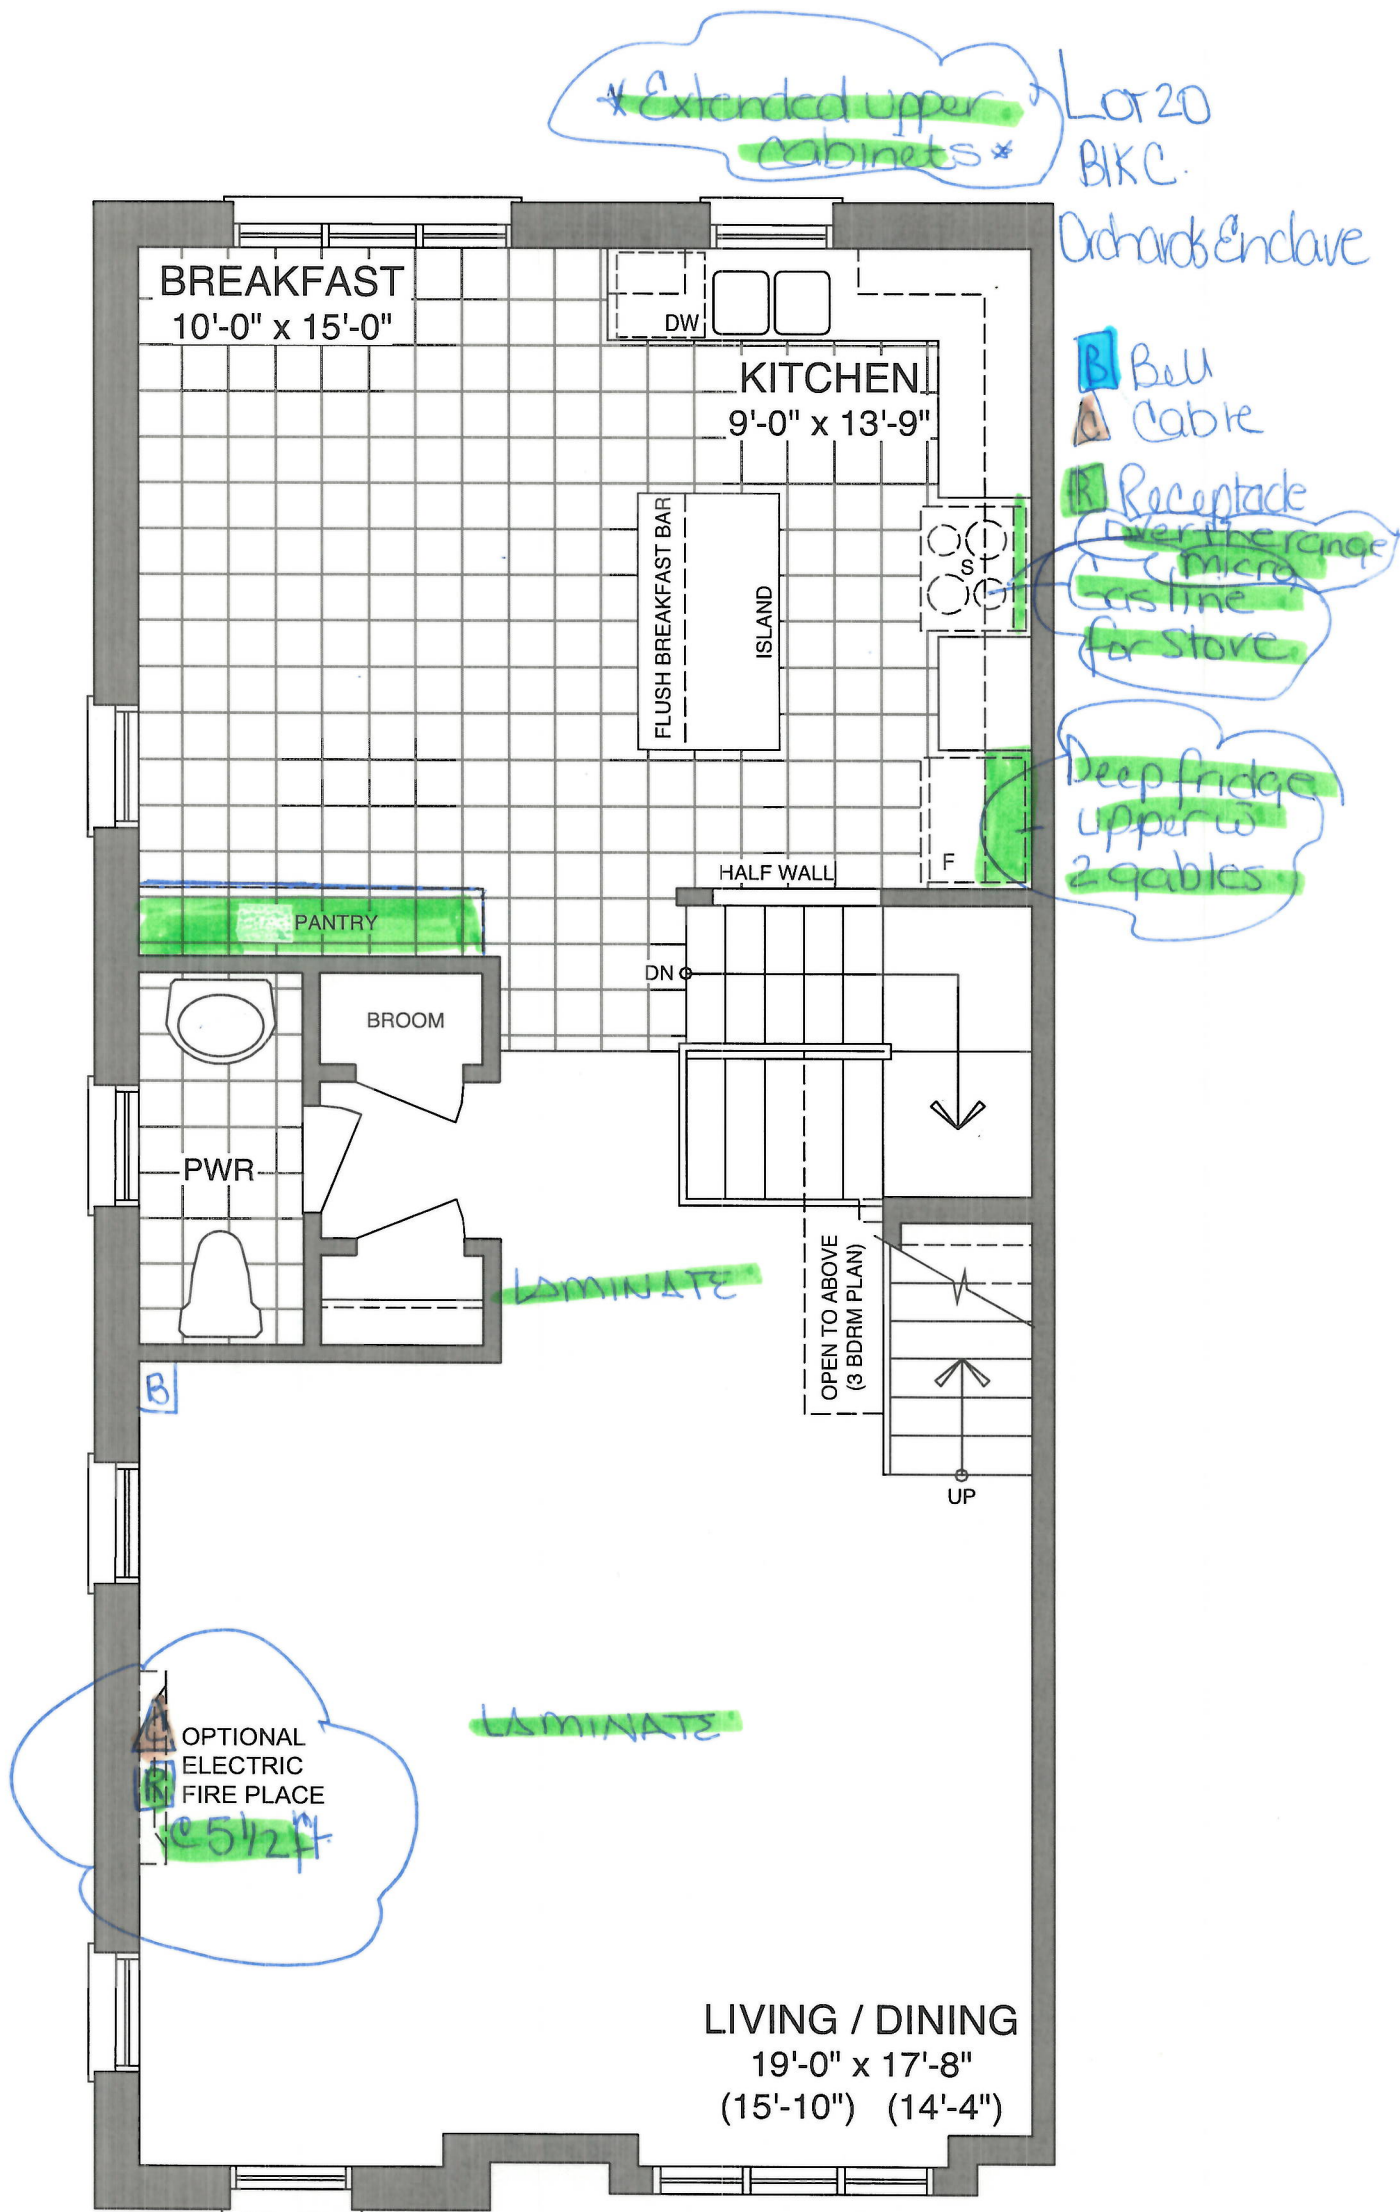 * Extended upper
cabinets *
Lot 20
Blk C.
Orchards Enclave
B Bell
C Cable
R Receptacle
over the range
micro
Gas line
for Stove
Deep fridge
upper w
2 gables
BREAKFAST
10'-0" x 15'-0"
DW
KITCHEN
9'-0" x 13'-9"
FLUSH BREAKFAST BAR
ISLAND
S
F
HALF WALL
PANTRY
DN
BROOM
PWR
LAMINATE
OPEN TO ABOVE
(3 BDRM PLAN)
B
UP
LAMINATE
C
R
OPTIONAL
ELECTRIC
FIRE PLACE
@ 5 1/2 ft.
LIVING / DINING
19'-0" x 17'-8"
(15'-10") (14'-4")